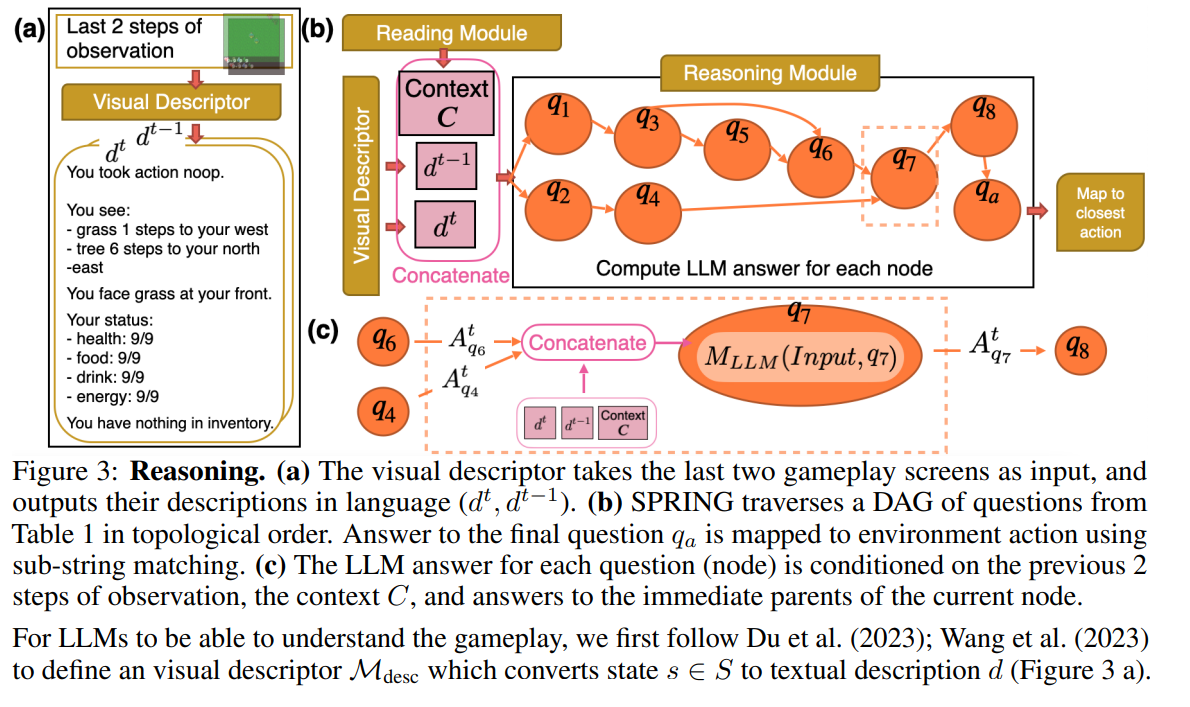 (a)
Last 2 steps of
observation
Visual Descriptor
d^t d^{t-1}
You took action noop.
You see:
- grass 1 steps to your west
- tree 6 steps to your north
-east
You face grass at your front.
Your status:
- health: 9/9
- food: 9/9
- drink: 9/9
- energy: 9/9
You have nothing in inventory.
(b)
Reading Module
Visual Descriptor
Context
C
d^{t-1}
d^t
Concatenate
Reasoning Module
q_1
q_2
q_3
q_4
q_5
q_6
q_7
q_8
q_a
Compute LLM answer for each node
Map to
closest
action
(c)
q_6
q_4
A^t_{q_6}
A^t_{q_4}
Concatenate
d^t
d^{t-1}
Context
C
q_7
M_{LLM}(Input, q_7)
A^t_{q_7}
q_8
Figure 3: Reasoning. (a) The visual descriptor takes the last two gameplay screens as input, and
outputs their descriptions in language (d^t, d^{t-1}). (b) SPRING traverses a DAG of questions from
Table 1 in topological order. Answer to the final question q_a is mapped to environment action using
sub-string matching. (c) The LLM answer for each question (node) is conditioned on the previous 2
steps of observation, the context C, and answers to the immediate parents of the current node.
For LLMs to be able to understand the gameplay, we first follow Du et al. (2023); Wang et al. (2023)
to define an visual descriptor M_desc which converts state s ∈ S to textual description d (Figure 3 a).